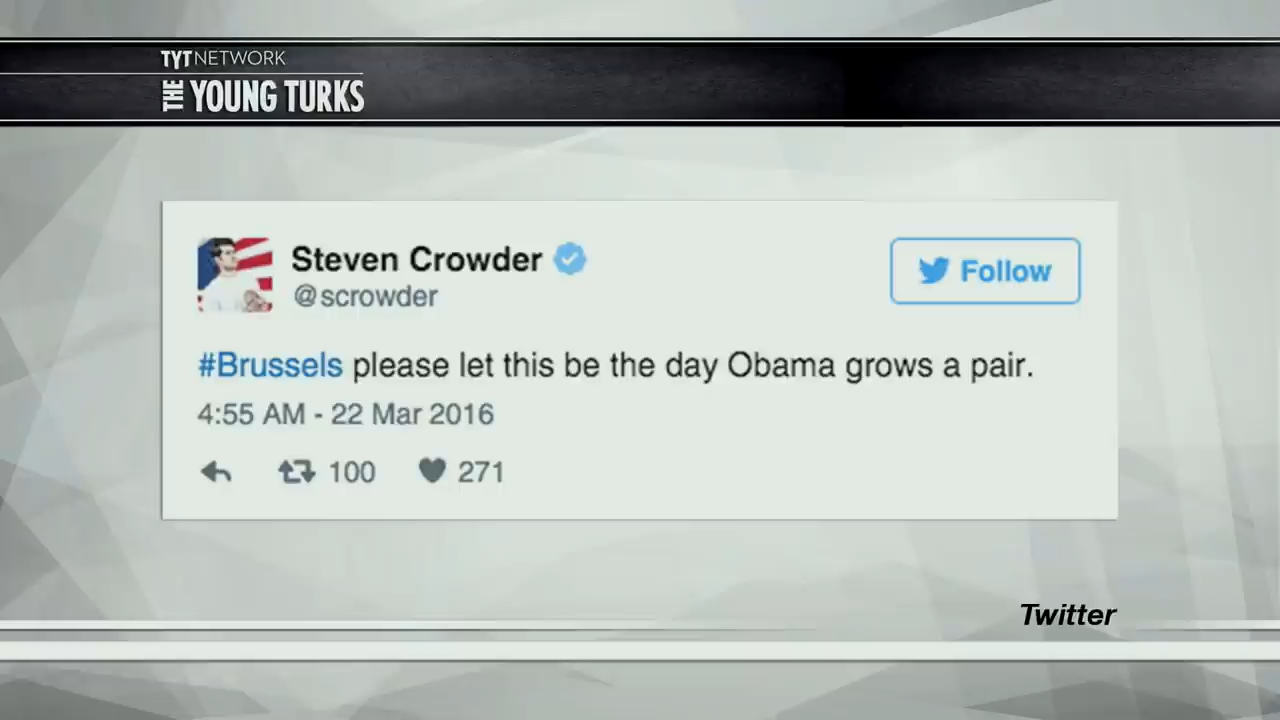 TYT NETWORK
THE YOUNG TURKS
Steven Crowder
@scrowder
Follow
#Brussels please let this be the day Obama grows a pair.
4:55 AM - 22 Mar 2016
100 271
Twitter